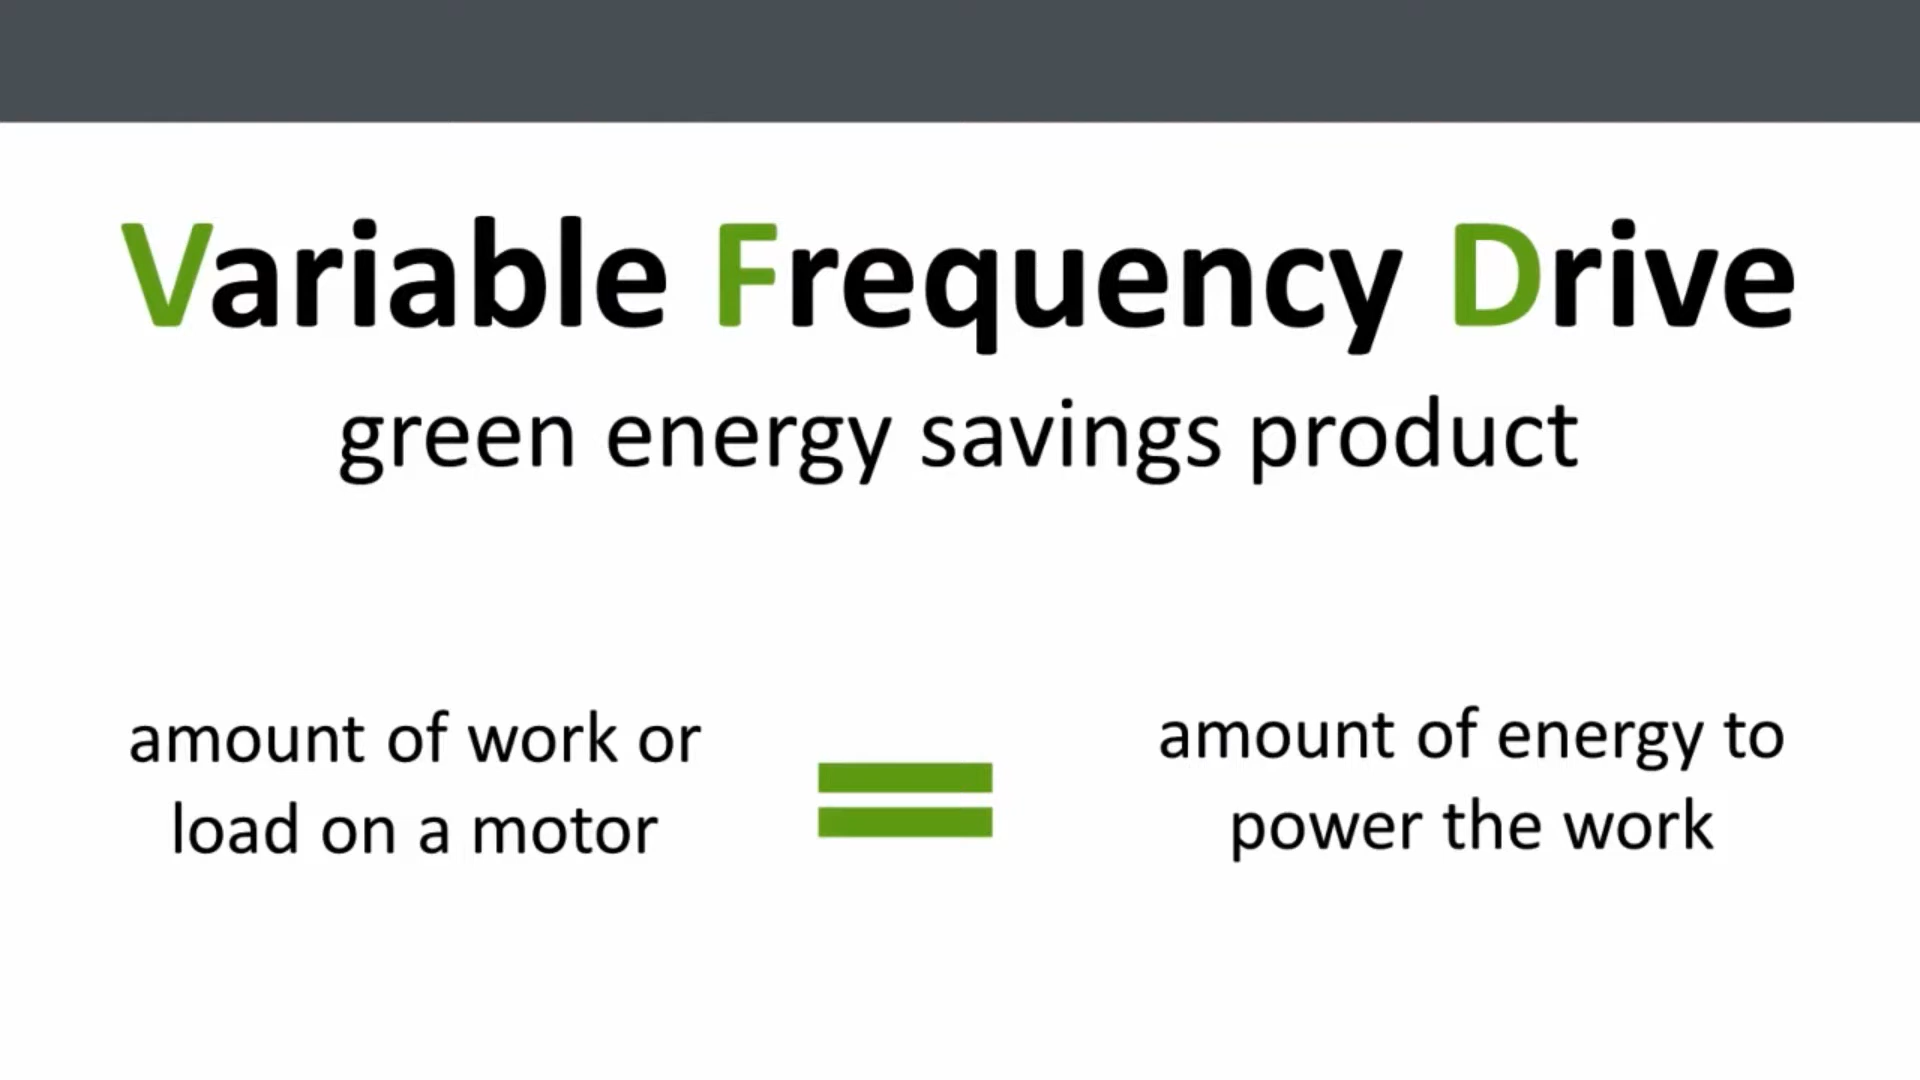 Variable Frequency Drive
green energy savings product
amount of work or
load on a motor
=
amount of energy to
power the work